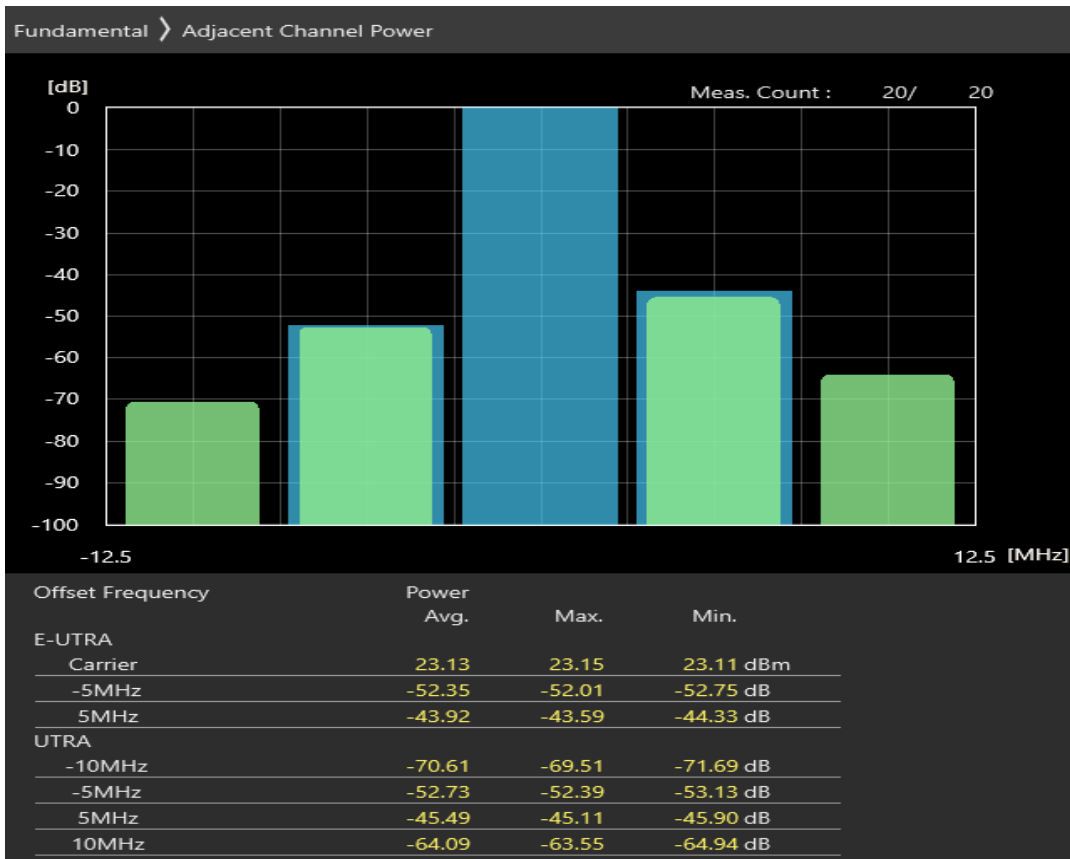 Fundamental 〉 Adjacent Channel Power
[dB]
Meas. Count : 20/ 20
0
-10
-20
-30
-40
-50
-60
-70
-80
-90
-100
-12.5 12.5 [MHz]
Offset Frequency Power
Avg. Max. Min.
E-UTRA
Carrier 23.13 23.15 23.11 dBm
-5MHz -52.35 -52.01 -52.75 dB
5MHz -43.92 -43.59 -44.33 dB
UTRA
-10MHz -70.61 -69.51 -71.69 dB
-5MHz -52.73 -52.39 -53.13 dB
5MHz -45.49 -45.11 -45.90 dB
10MHz -64.09 -63.55 -64.94 dB